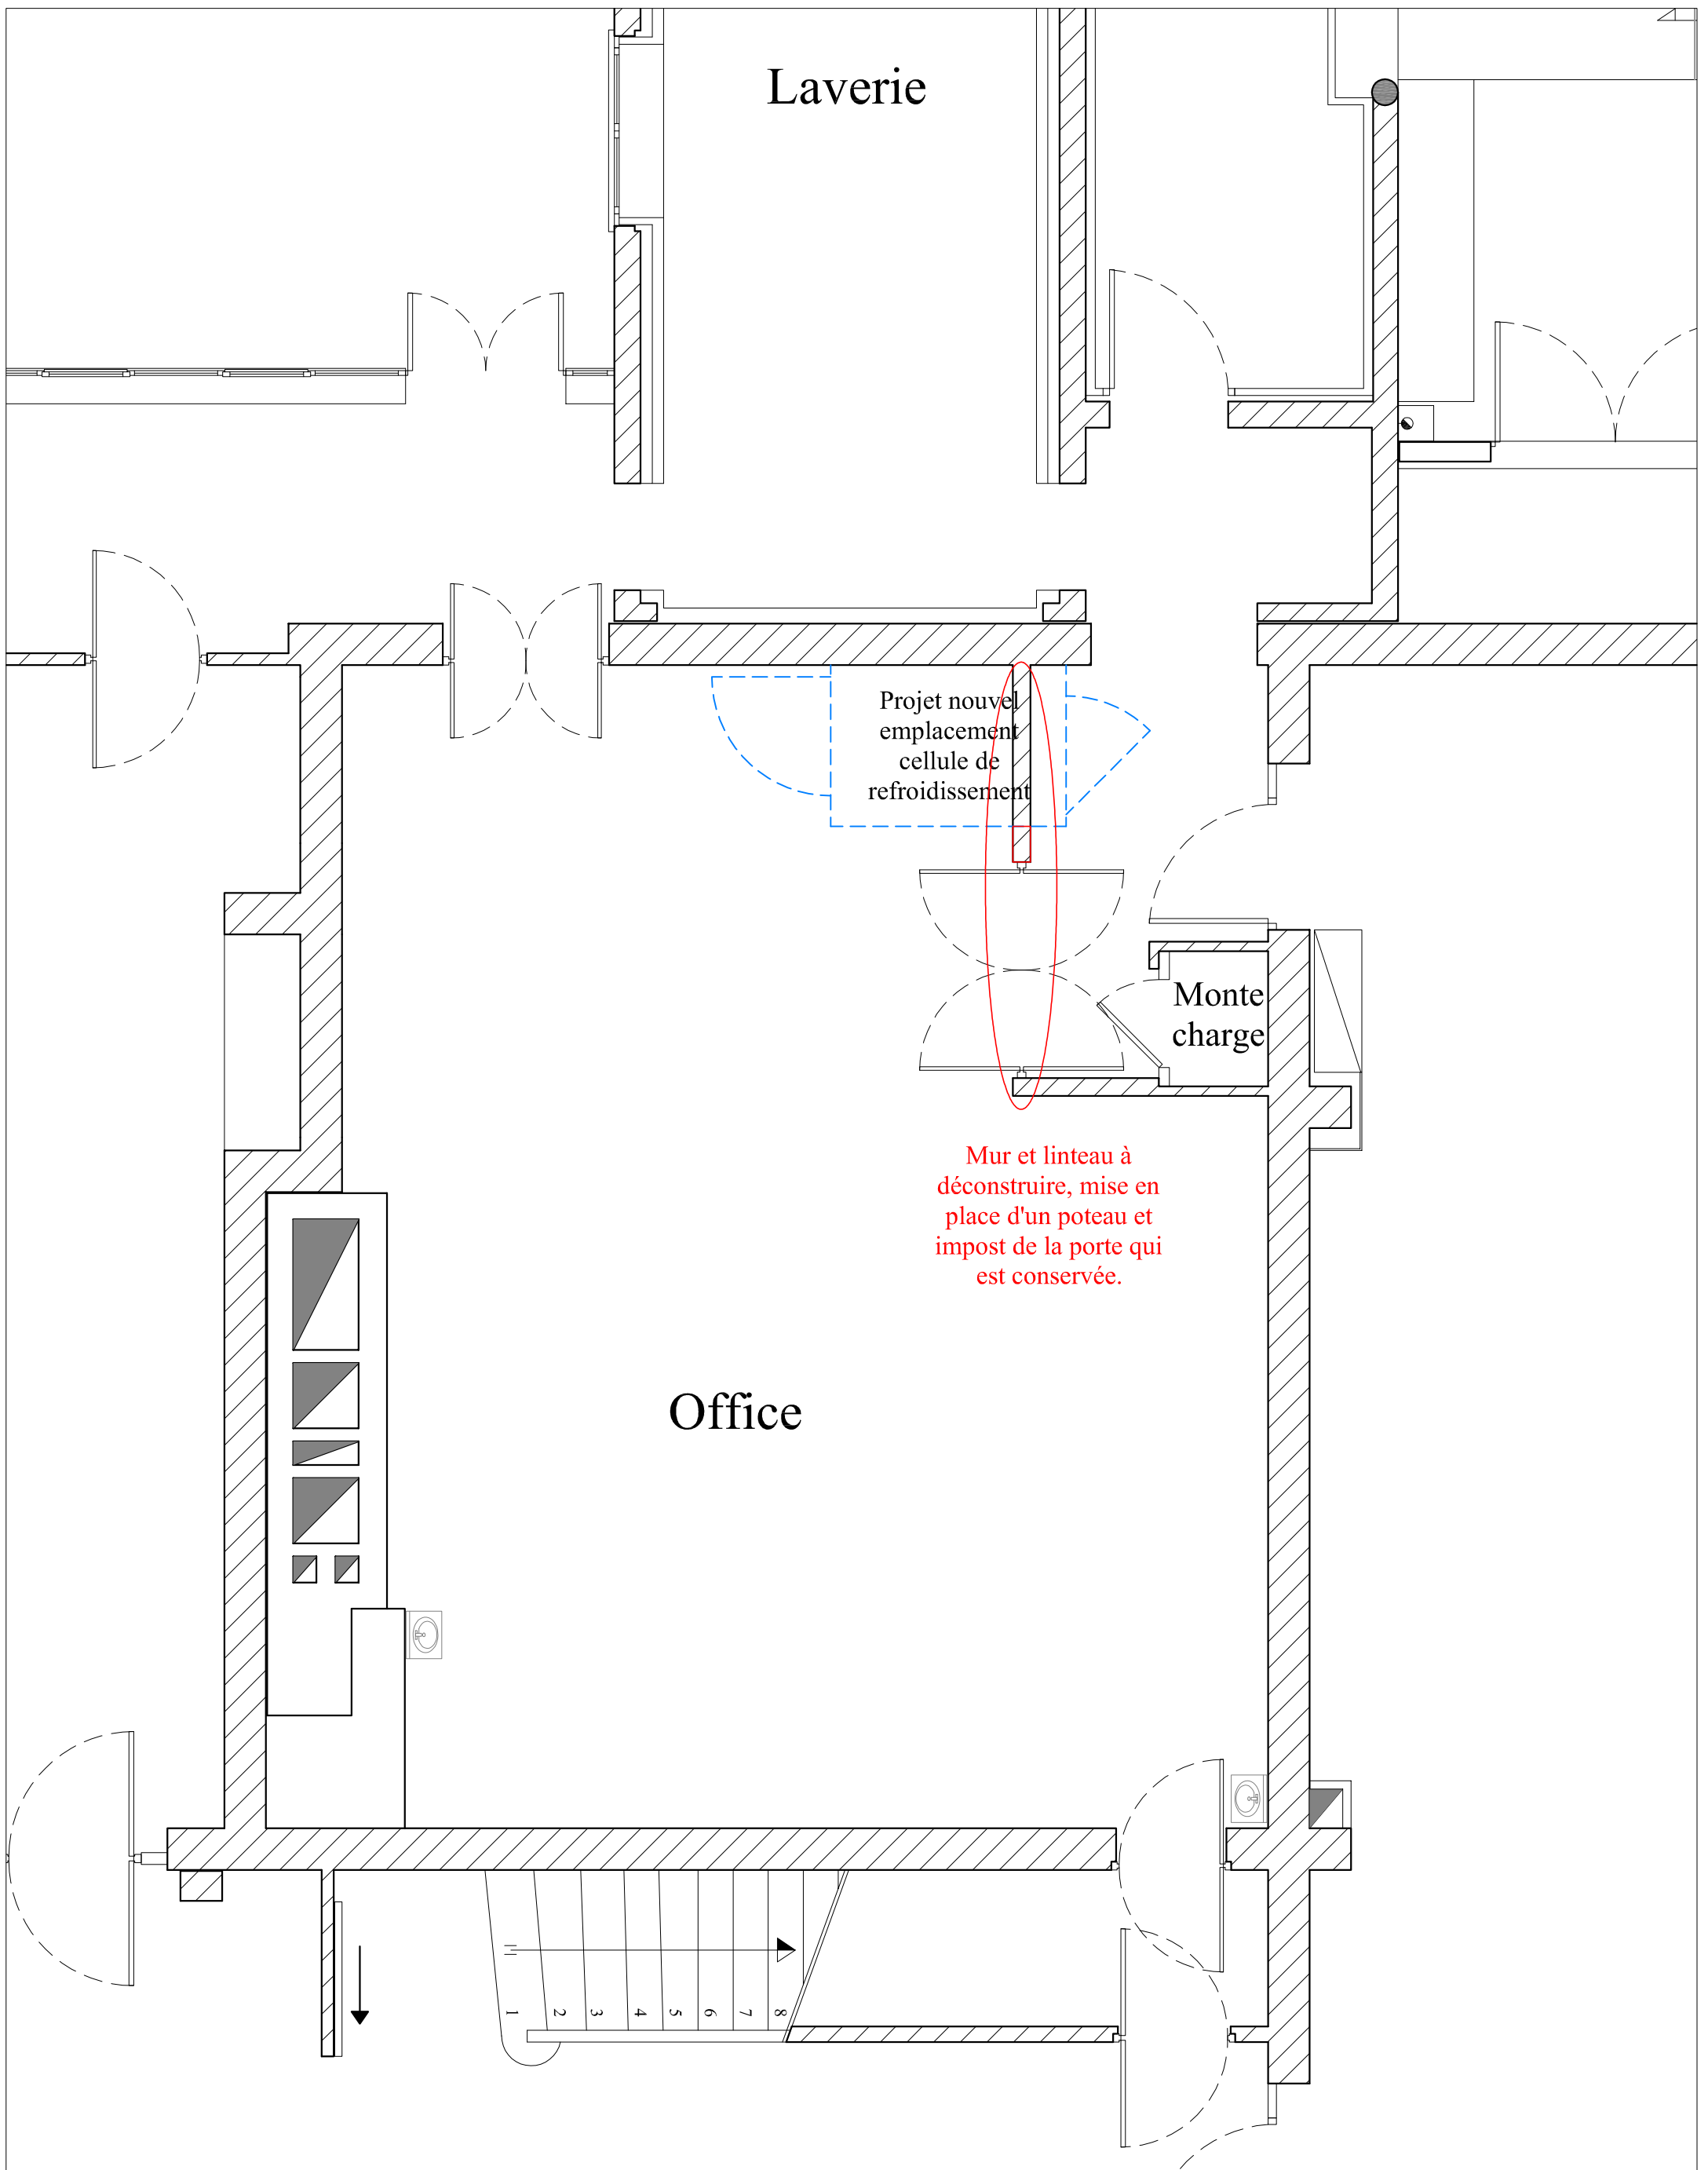 Laverie
Projet nouvel
emplacement
cellule de
refroidissement
Monte
charge
Mur et linteau à
déconstruire, mise en
place d'un poteau et
impost de la porte qui
est conservée.
Office
1 2 3 4 5 6 7 8